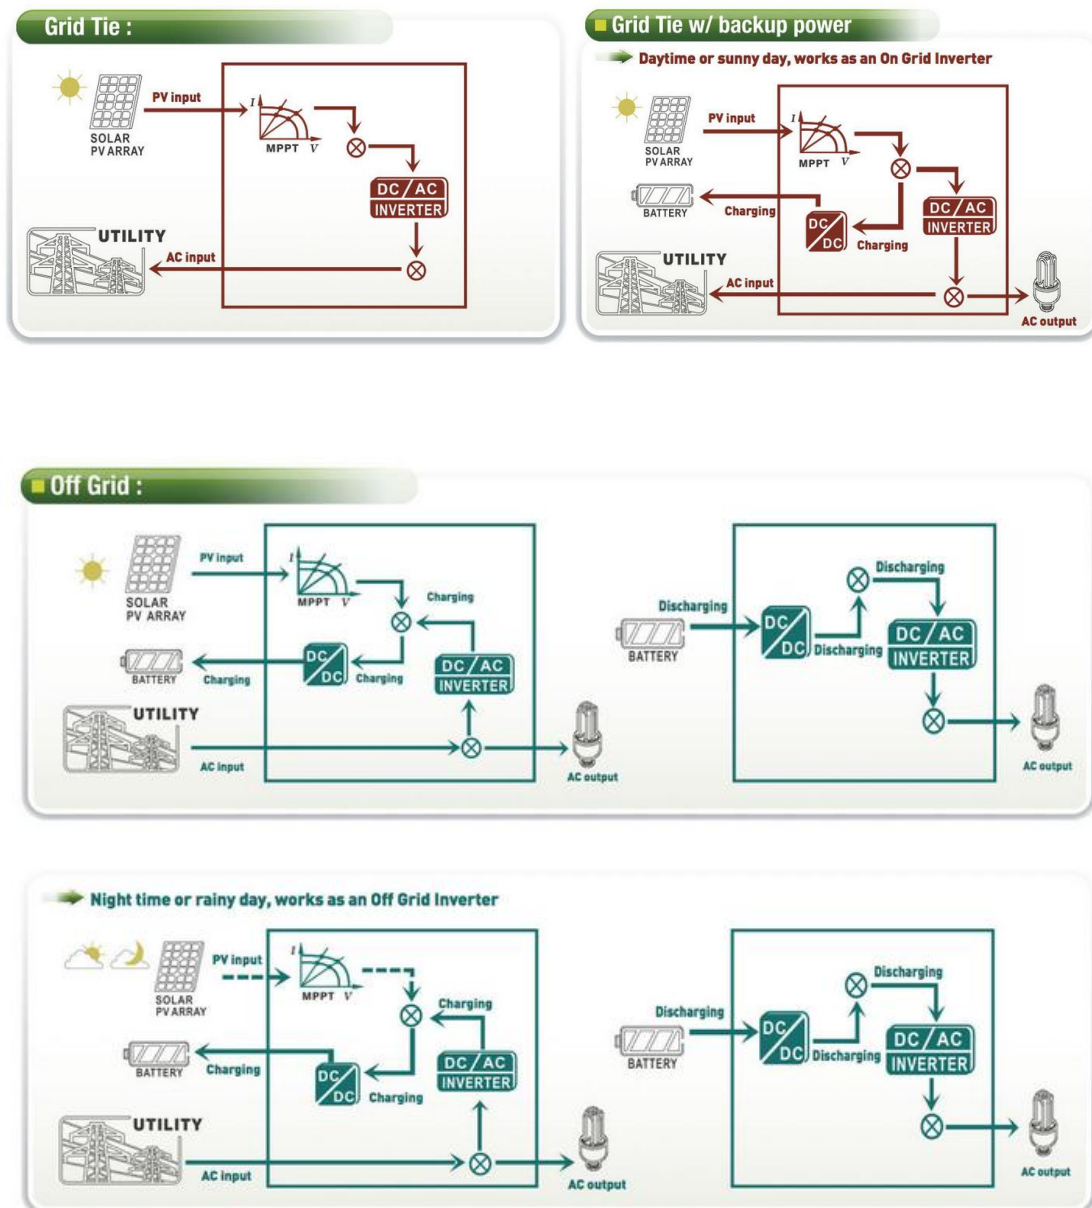 Grid Tie :
PV input
SOLAR
PV ARRAY
I
MPPT V
DC/AC
INVERTER
UTILITY
AC input
Grid Tie w/ backup power
Daytime or sunny day, works as an On Grid Inverter
PV input
SOLAR
PV ARRAY
I
MPPT V
BATTERY
Charging
DC
DC
Charging
DC/AC
INVERTER
UTILITY
AC input
AC output
Off Grid :
PV input
SOLAR
PV ARRAY
I
MPPT V
Charging
BATTERY
Charging
DC
DC
Charging
DC/AC
INVERTER
UTILITY
AC input
AC output
Discharging
BATTERY
DC
DC
Discharging
Discharging
DC/AC
INVERTER
AC output
Night time or rainy day, works as an Off Grid Inverter
PV input
SOLAR
PV ARRAY
I
MPPT V
Charging
BATTERY
Charging
DC
DC
Charging
DC/AC
INVERTER
UTILITY
AC input
AC output
Discharging
BATTERY
DC
DC
Discharging
Discharging
DC/AC
INVERTER
AC output